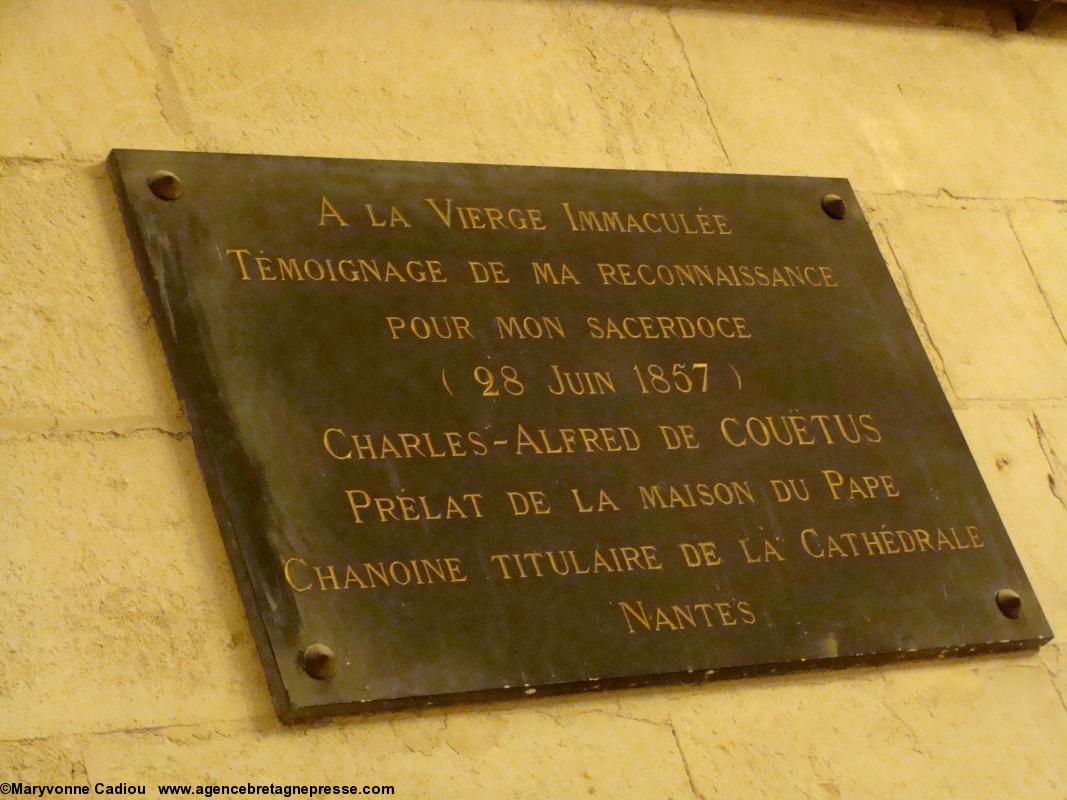 A LA VIERGE IMMACULÉE
TÉMOIGNAGE DE MA RECONNAISSANCE
POUR MON SACERDOCE
( 28 JUIN 1857 )
CHARLES-ALFRED DE COUËTUS
PRÉLAT DE LA MAISON DU PAPE
CHANOINE TITULAIRE DE LA CATHÉDRALE
NANTES
©Maryvonne Cadiou www.agencebretagnepresse.com